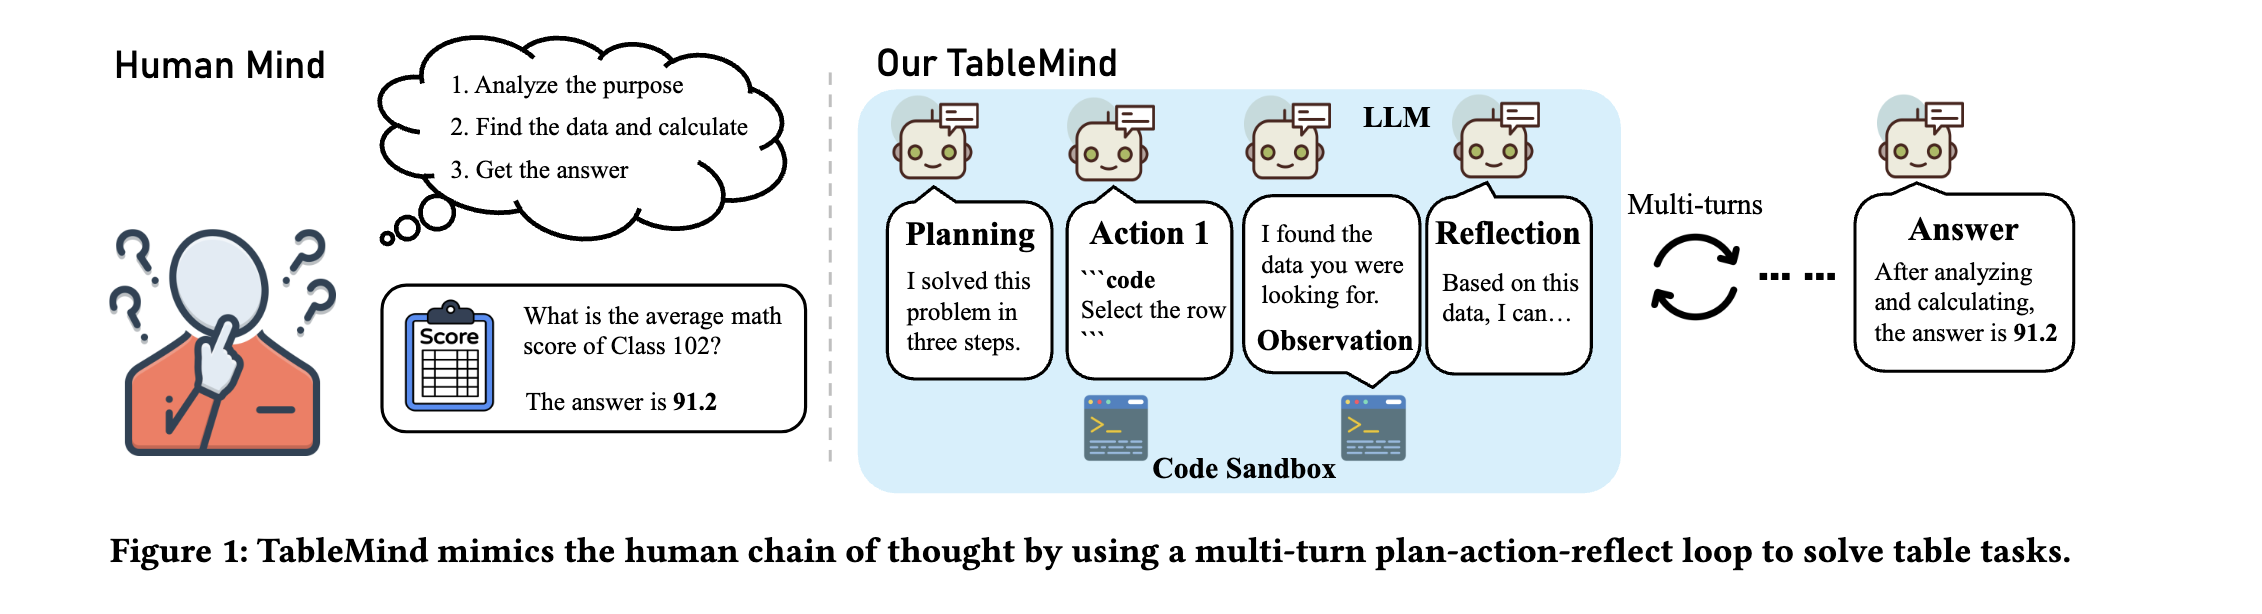 Human Mind
1. Analyze the purpose
2. Find the data and calculate
3. Get the answer
Score
What is the average math
score of Class 102?
The answer is 91.2
Our TableMind
LLM
Planning
I solved this
problem in
three steps.
Action 1
```code
Select the row
```
I found the
data you were
looking for.
Observation
Reflection
Based on this
data, I can…
>_
>_
Code Sandbox
Multi-turns
Answer
After analyzing
and calculating,
the answer is 91.2
Figure 1: TableMind mimics the human chain of thought by using a multi-turn plan-action-reflect loop to solve table tasks.